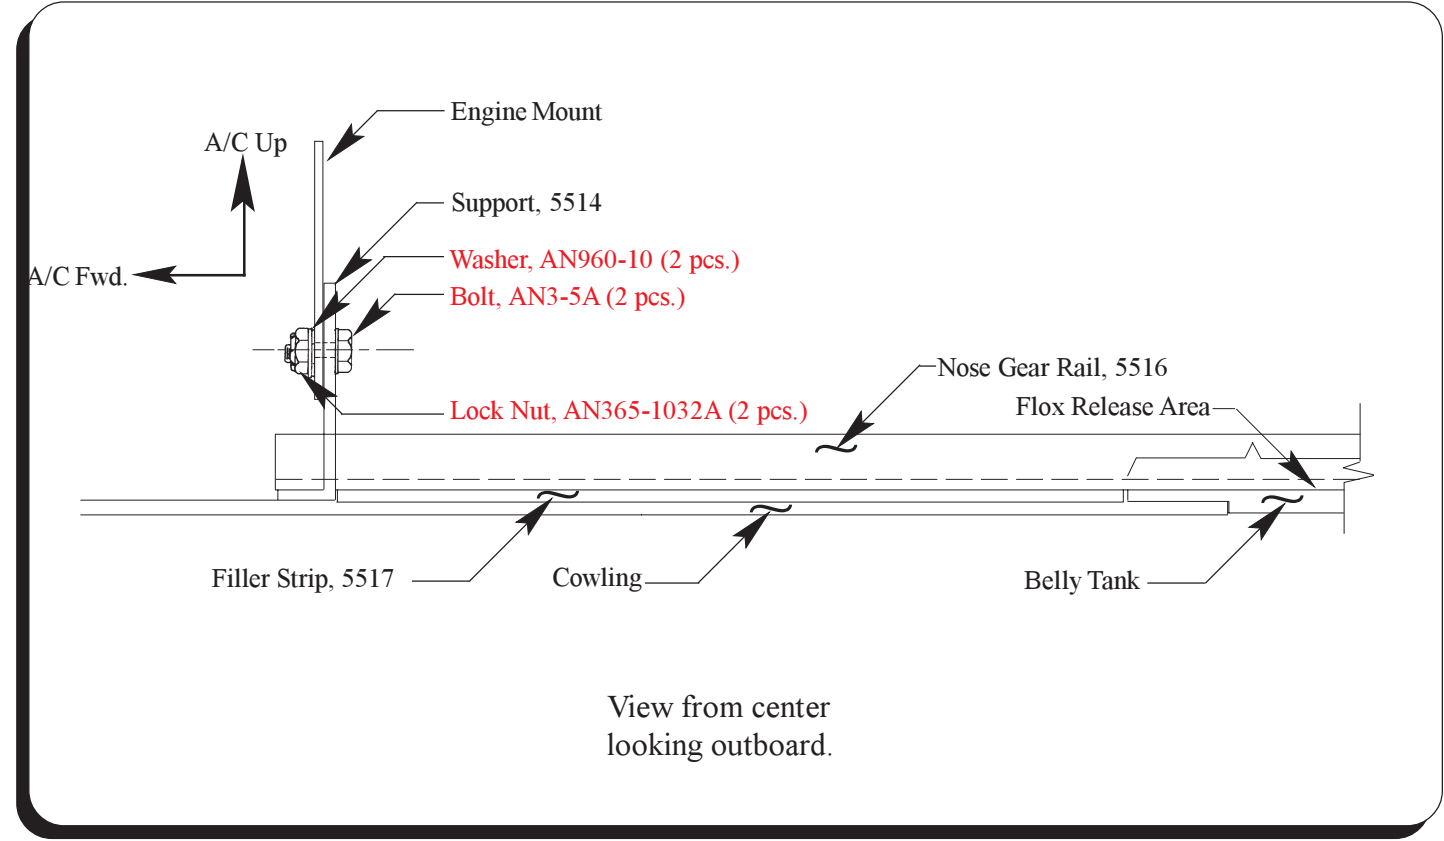 Engine Mount
A/C Up
Support, 5514
Washer, AN960-10 (2 pcs.)
A/C Fwd.
Bolt, AN3-5A (2 pcs.)
Nose Gear Rail, 5516
Lock Nut, AN365-1032A (2 pcs.)
Flox Release Area
Filler Strip, 5517
Cowling
Belly Tank
View from center
looking outboard.